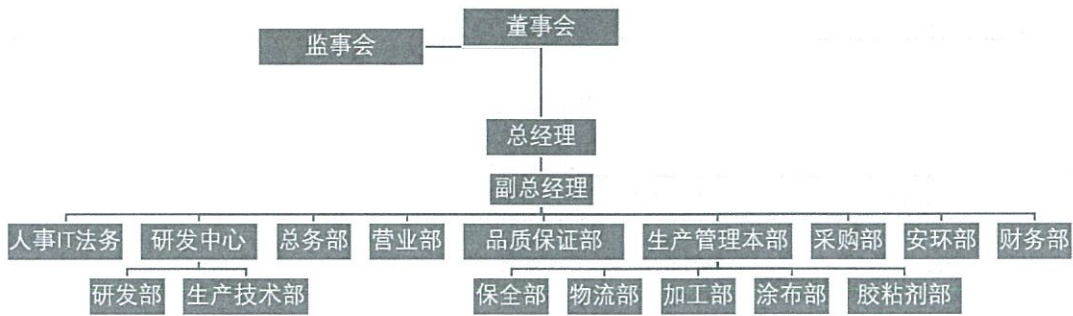 董事会
监事会
总经理
副总经理
人事IT法务 研发中心 总务部 营业部 品质保证部 生产管理本部 采购部 安环部 财务部
研发部 生产技术部 保全部 物流部 加工部 涂布部 胶粘剂部